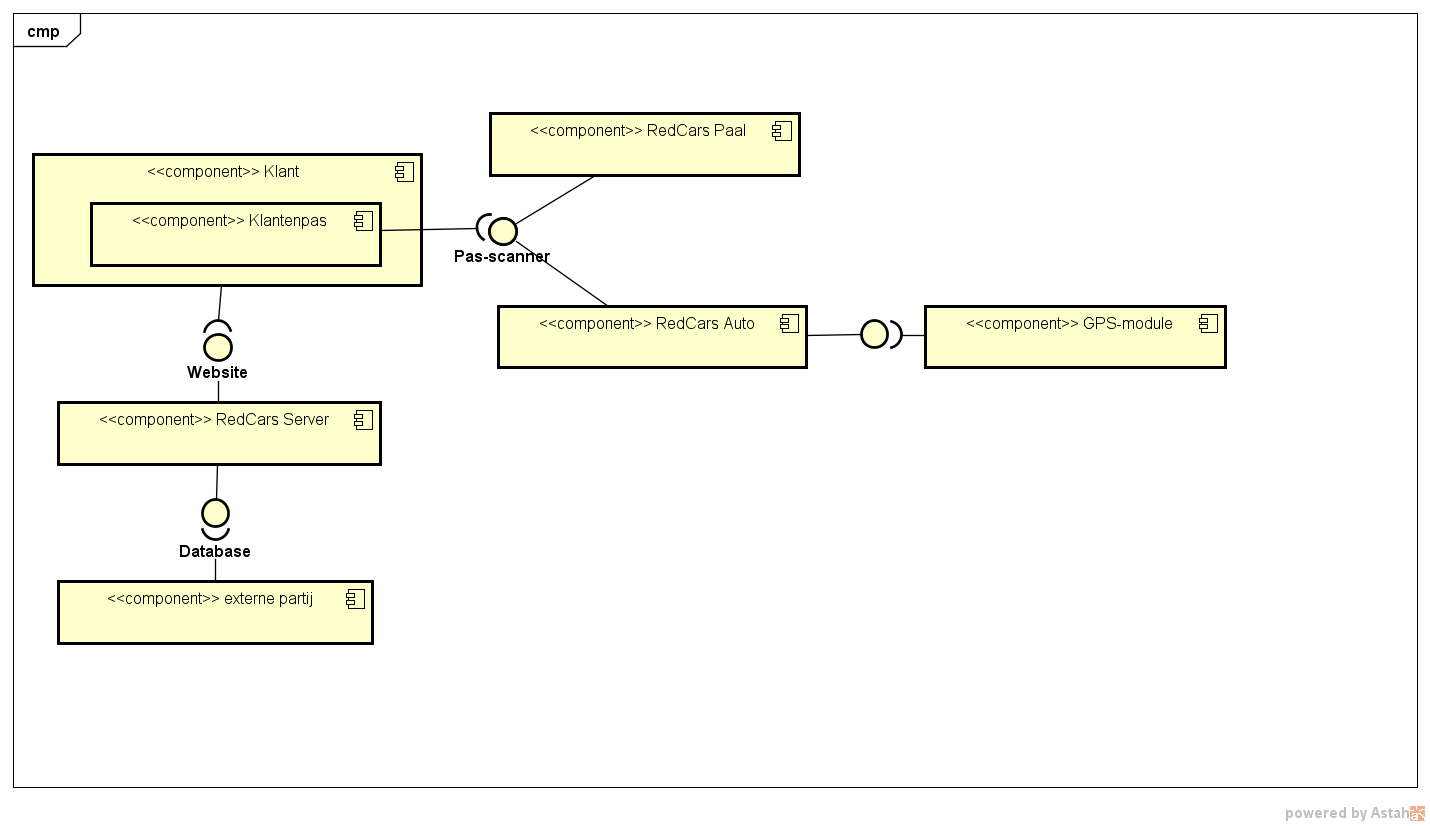 cmp
<<component>> RedCars Paal
<<component>> Klant
<<component>> Klantenpas
Pas-scanner
<<component>> RedCars Auto
<<component>> GPS-module
Website
<<component>> RedCars Server
Database
<<component>> externe partij
powered by Astah